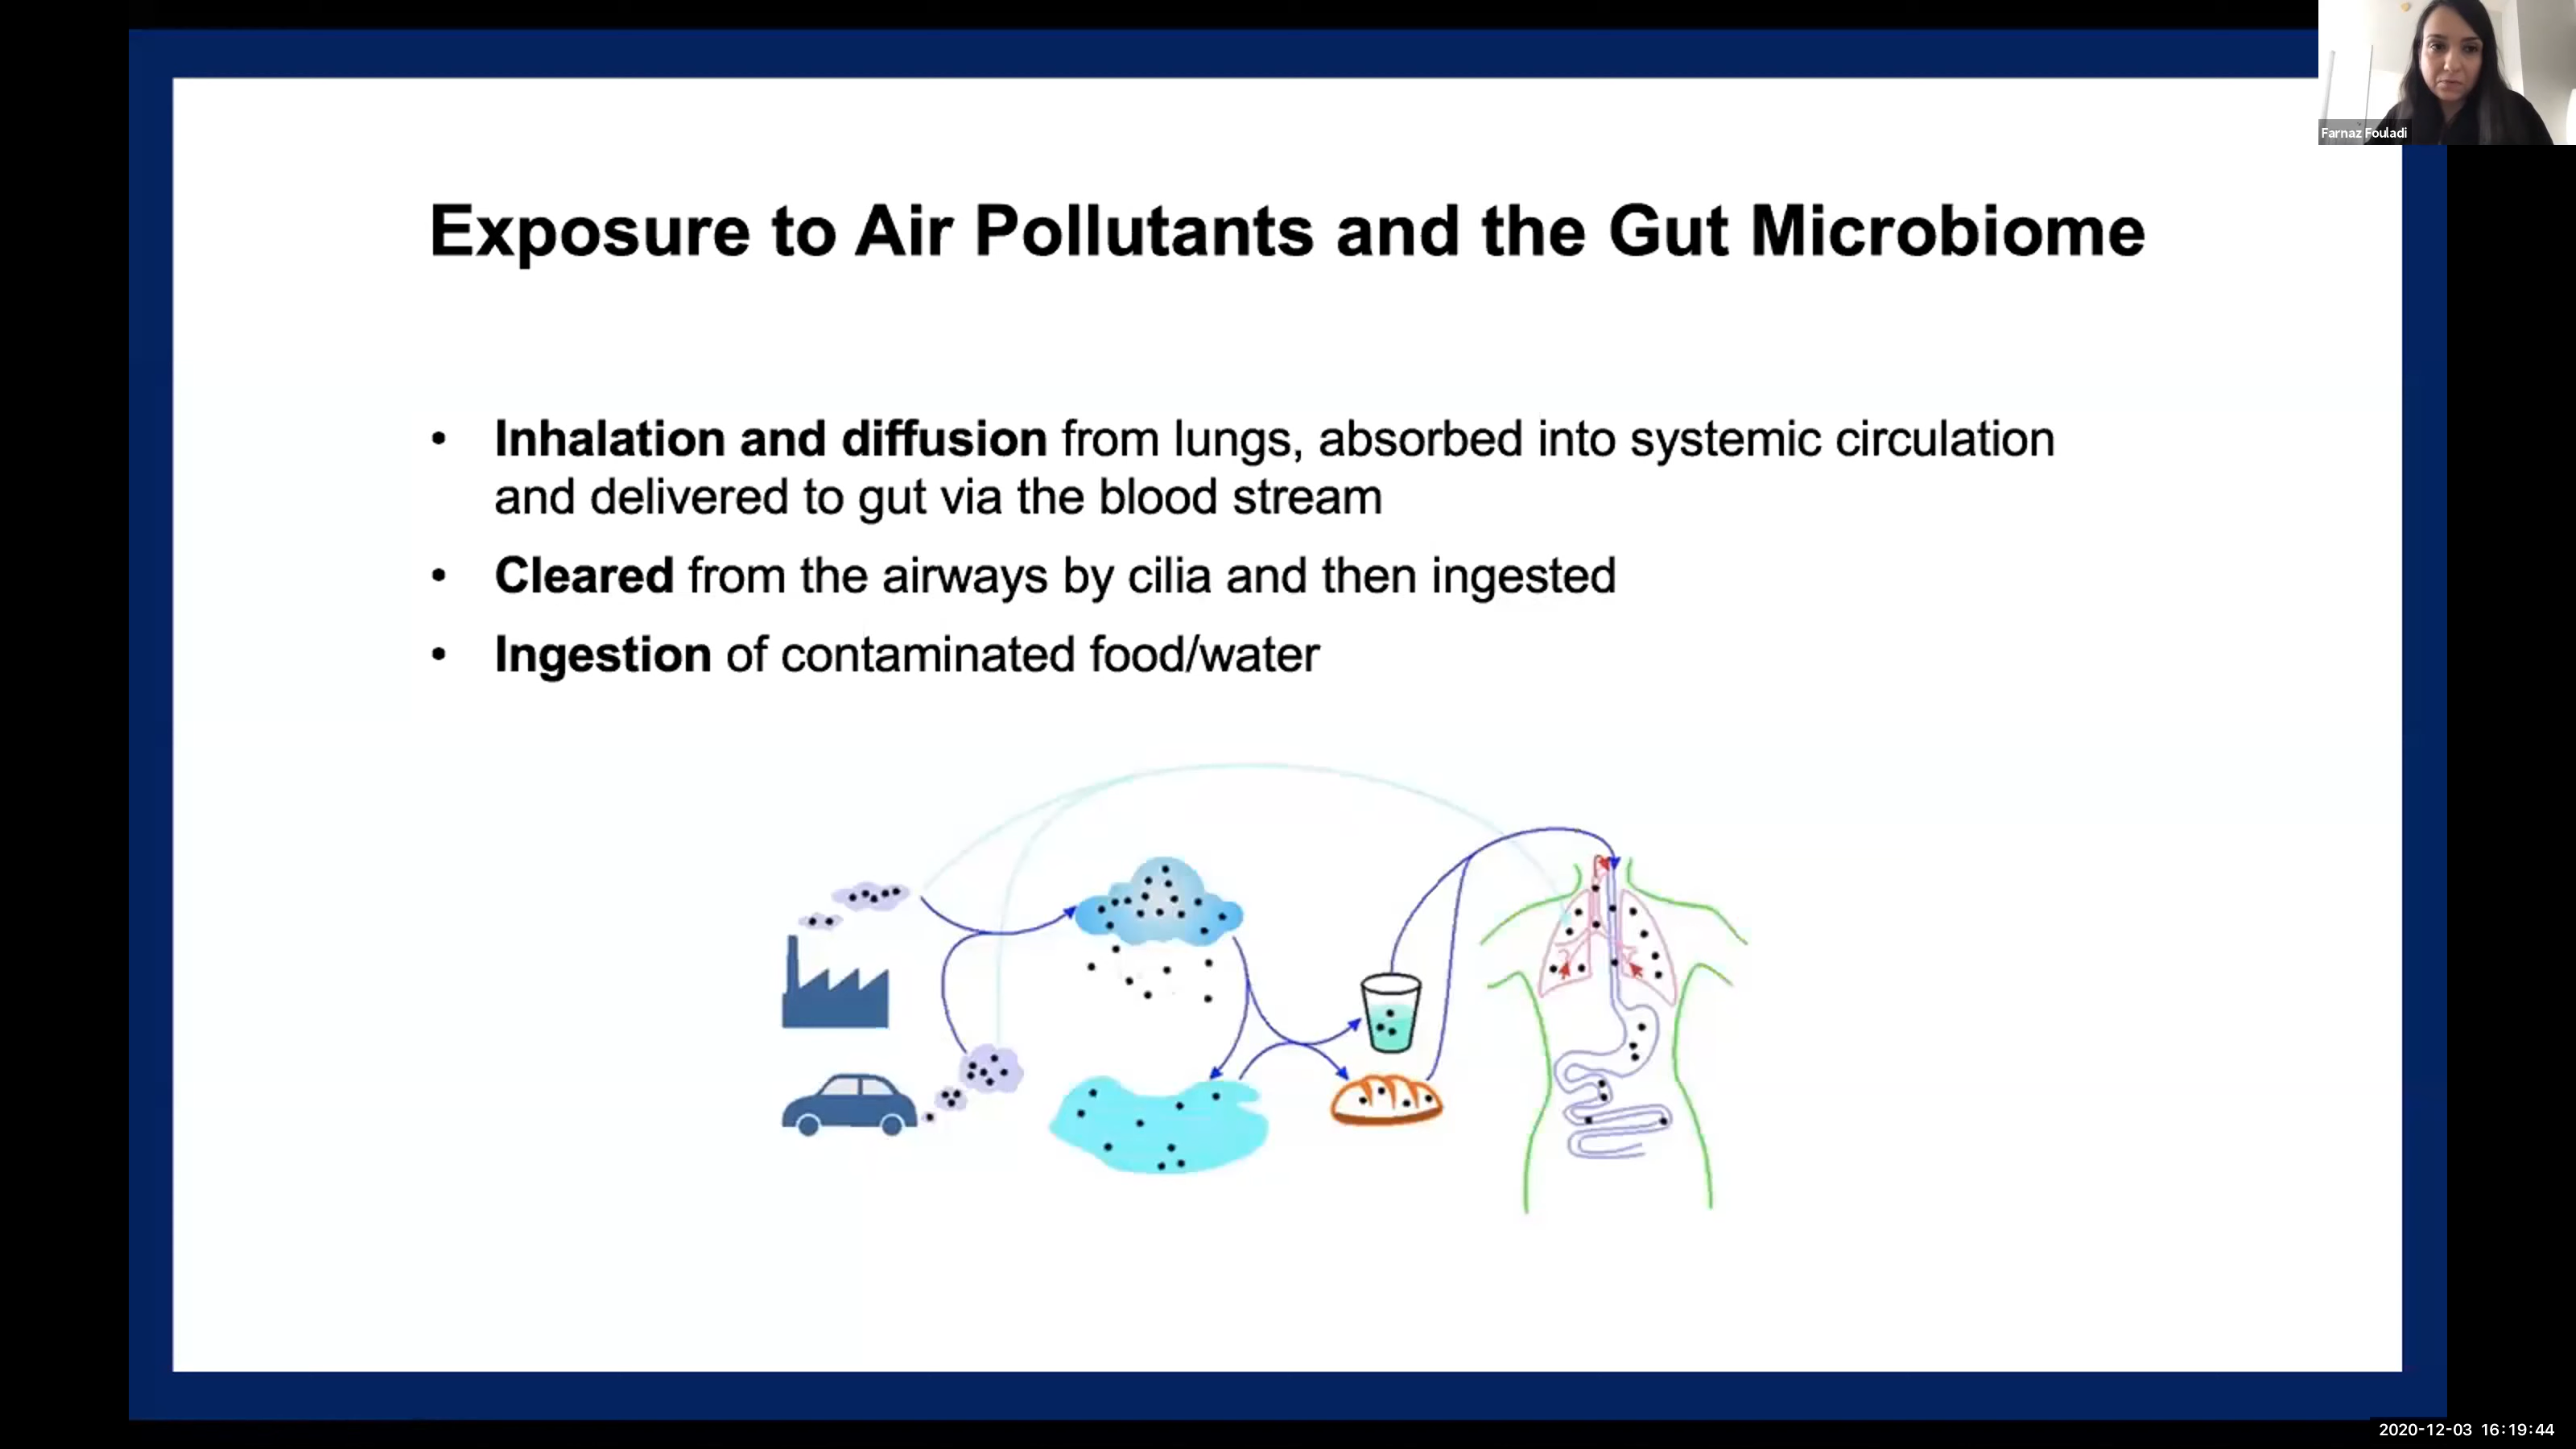 Farnaz Fouladi
Exposure to Air Pollutants and the Gut Microbiome
• Inhalation and diffusion from lungs, absorbed into systemic circulation
and delivered to gut via the blood stream
• Cleared from the airways by cilia and then ingested
• Ingestion of contaminated food/water
2020-12-03 16:19:44